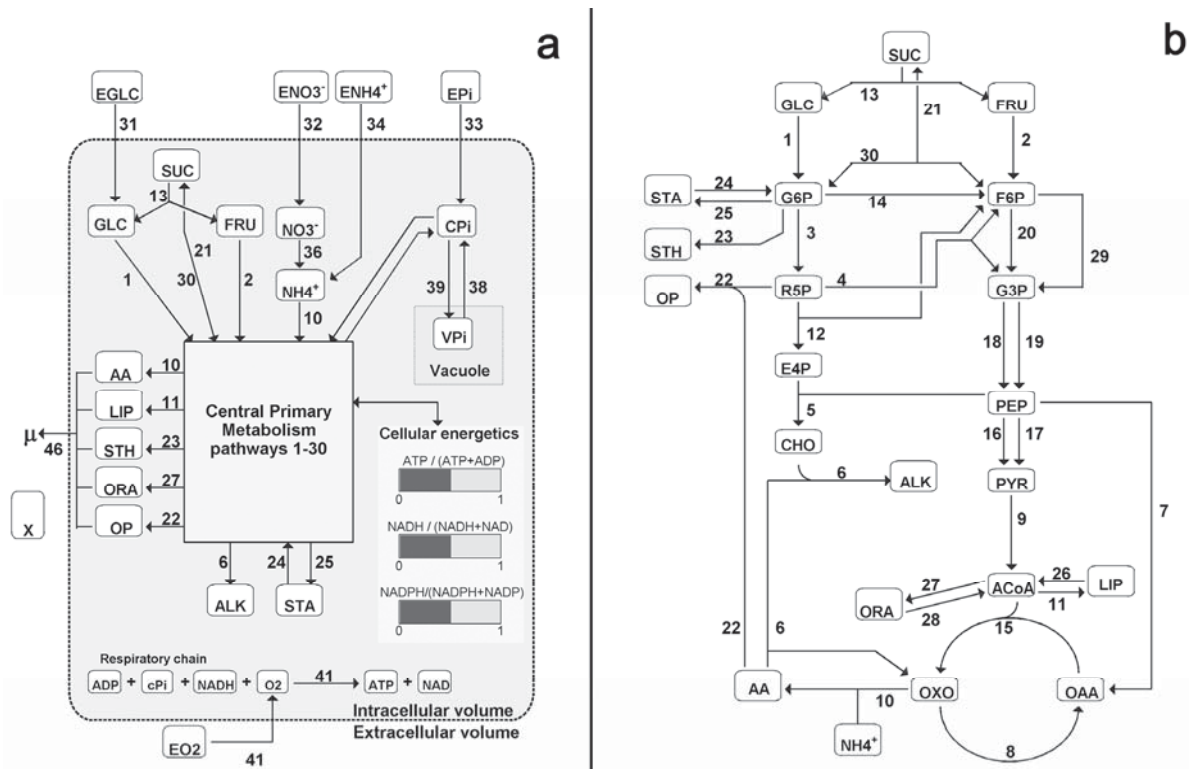 a
EGLC
ENO3-
ENH4+
EPi
31
32
34
33
SUC
13
GLC
FRU
NO3-
CPi
21
36
1
30
2
NH4+
39
38
10
VPi
Vacuole
AA
10
LIP
11
Central Primary
Metabolism
pathways 1-30
μ
46
STH
23
Cellular energetics
ATP / (ATP+ADP)
0
1
ORA
27
X
OP
22
NADH / (NADH+NAD)
0
1
6
24
25
ALK
STA
NADPH/(NADPH+NADP)
0
1
Respiratory chain
ADP + cPi + NADH + O2
41
ATP + NAD
Intracellular volume
Extracellular volume
EO2
41
b
SUC
GLC
13
FRU
21
1
2
30
STA
24
G6P
F6P
25
14
STH
23
3
20
29
OP
22
R5P
4
G3P
12
18
19
E4P
PEP
5
16
17
CHO
6
ALK
PYR
9
7
27
ACoA
26
LIP
ORA
28
11
22
6
15
AA
OXO
OAA
10
NH4+
8